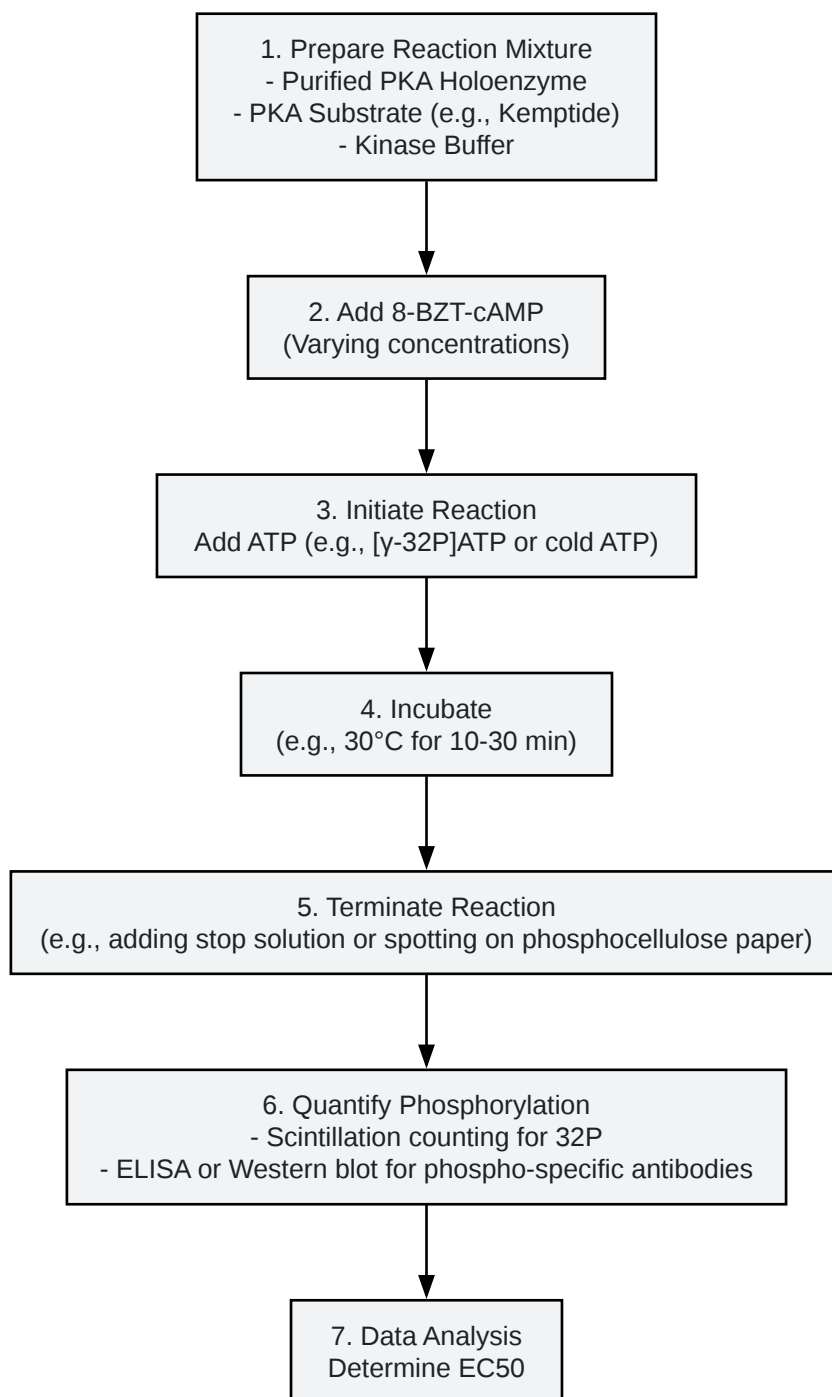 1. Prepare Reaction Mixture
- Purified PKA Holoenzyme
- PKA Substrate (e.g., Kemptide)
- Kinase Buffer
2. Add 8-BZT-cAMP
(Varying concentrations)
3. Initiate Reaction
Add ATP (e.g., [γ-32P]ATP or cold ATP)
4. Incubate
(e.g., 30°C for 10-30 min)
5. Terminate Reaction
(e.g., adding stop solution or spotting on phosphocellulose paper)
6. Quantify Phosphorylation
- Scintillation counting for 32P
- ELISA or Western blot for phospho-specific antibodies
7. Data Analysis
Determine EC50